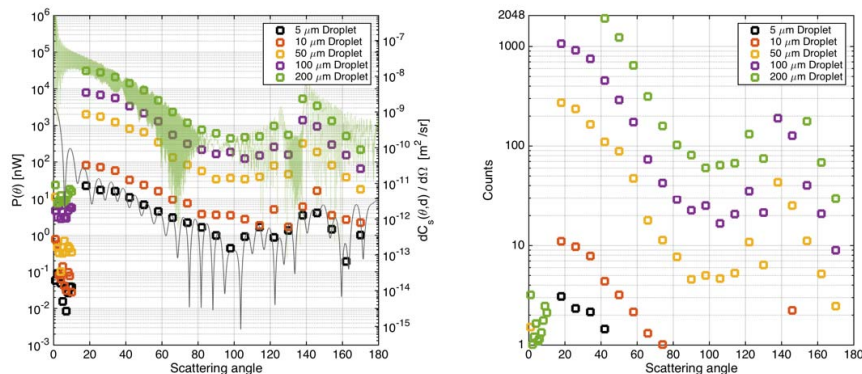 10^6
10^5
10^4
10^3
10^2
10^1
10^0
10^-1
10^-2
10^-3
P(θ) [nW]
5 μm Droplet
10 μm Droplet
50 μm Droplet
100 μm Droplet
200 μm Droplet
10^-7
10^-8
10^-9
10^-10
10^-11
10^-12
10^-13
10^-14
10^-15
dC_s(θ,d) / dΩ [m^2/sr]
0 20 40 60 80 100 120 140 160 180
Scattering angle
2048
1000
100
10
1
Counts
5 μm Droplet
10 μm Droplet
50 μm Droplet
100 μm Droplet
200 μm Droplet
0 20 40 60 80 100 120 140 160 180
Scattering angle